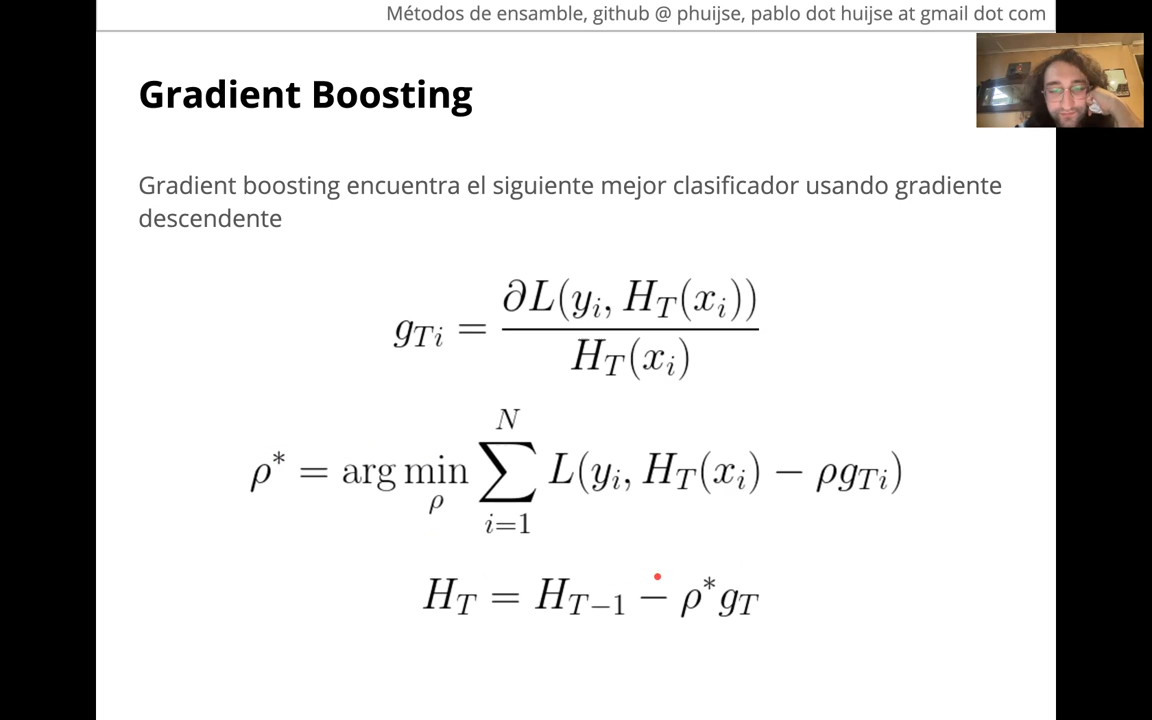 Métodos de ensamble, github @ phuijse, pablo dot huijse at gmail dot com
Gradient Boosting
Gradient boosting encuentra el siguiente mejor clasificador usando gradiente
descendente
g_{Ti} = \frac{∂L(y_i, H_T(x_i))}{H_T(x_i)}
ρ^* = arg min_ρ \sum_{i=1}^{N} L(y_i, H_T(x_i) − ρg_{Ti})
H_T = H_{T−1} − ρ^* g_T